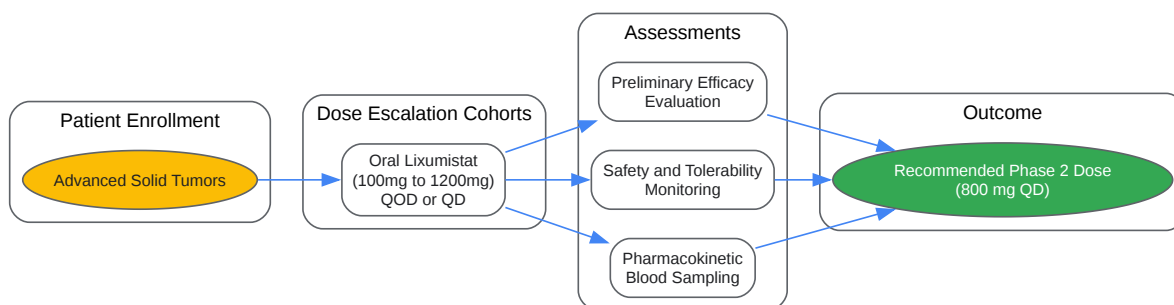 Patient Enrollment
Advanced Solid Tumors
Dose Escalation Cohorts
Oral Lixumistat
(100mg to 1200mg)
QOD or QD
Assessments
Preliminary Efficacy
Evaluation
Safety and Tolerability
Monitoring
Pharmacokinetic
Blood Sampling
Outcome
Recommended Phase 2 Dose
(800 mg QD)